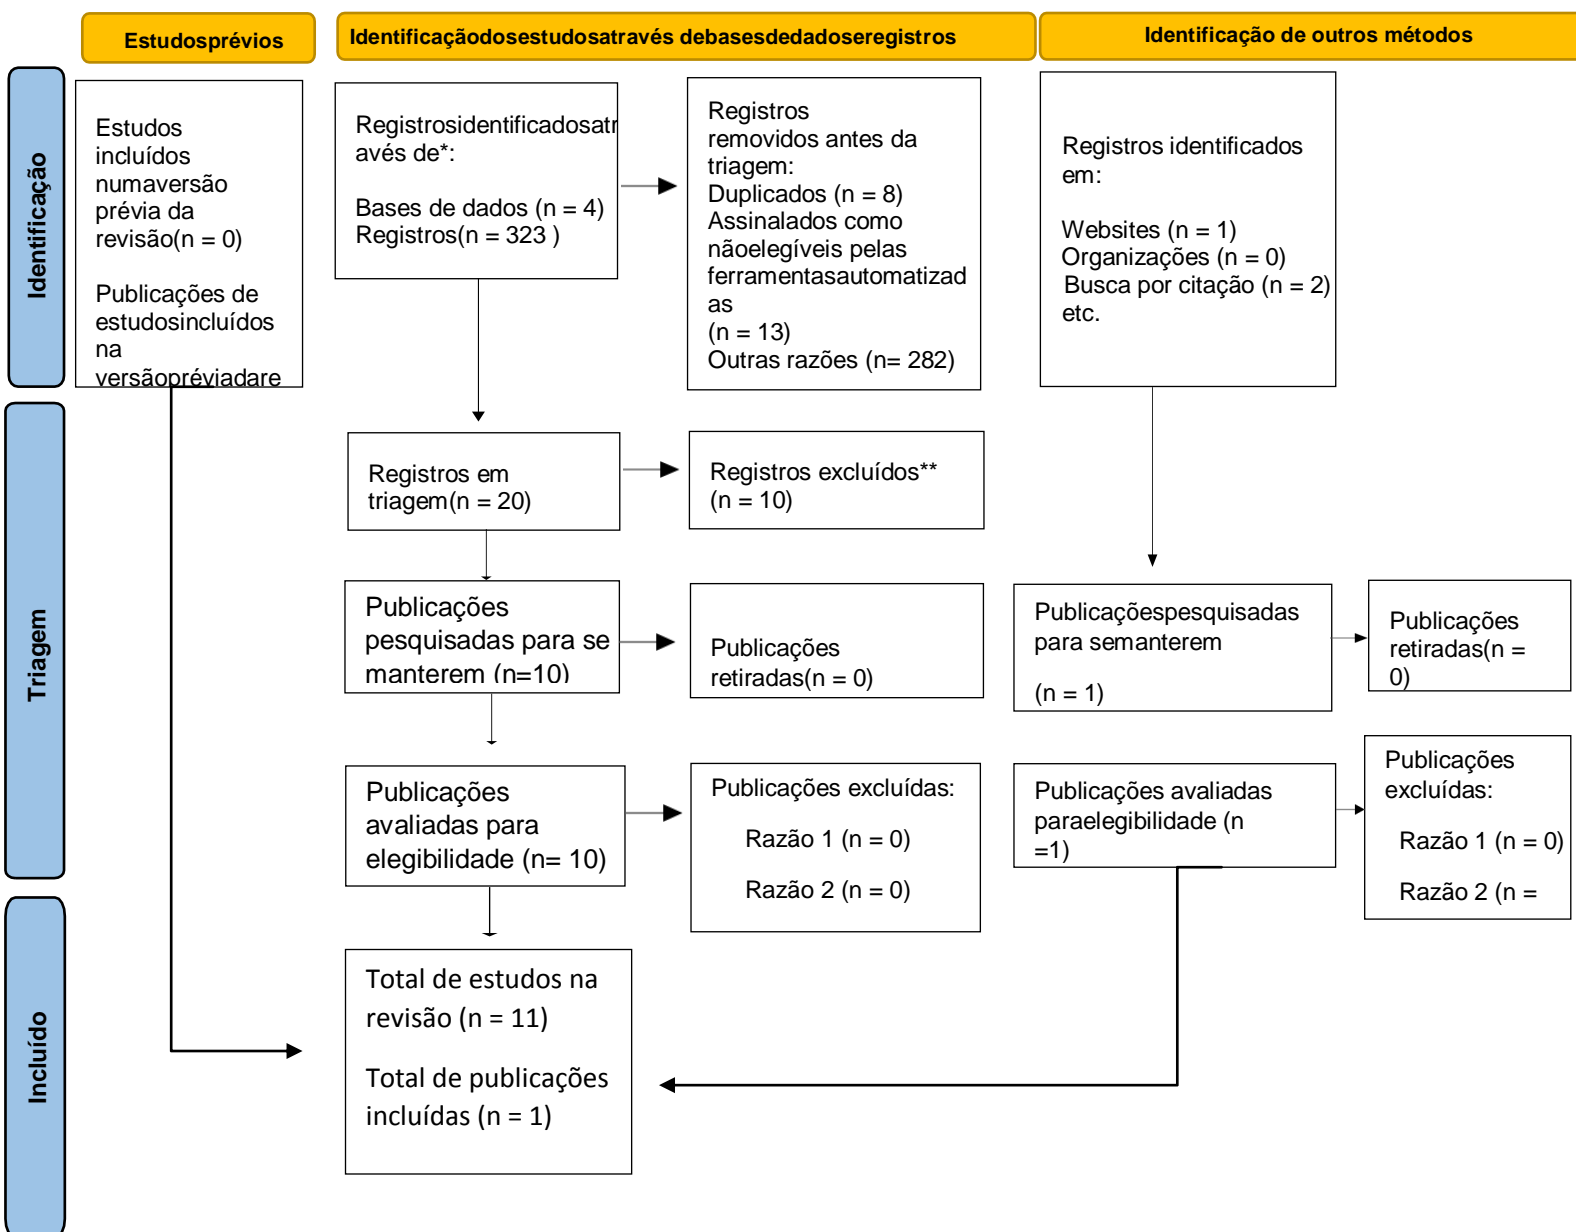 Estudosprévios
Identificaçãodosestudosatravés debasesdedadoseregistros
Identificação de outros métodos
Identificação
Estudos
incluídos
numaversão
prévia da
revisão(n = 0)
Publicações de
estudosincluídos
na
versãopréviadare
Registrosidentificadosatr
avés de*:
Bases de dados (n = 4)
Registros(n = 323 )
Registros
removidos antes da
triagem:
Duplicados (n = 8)
Assinalados como
nãoelegíveis pelas
ferramentasautomatizad
as
(n = 13)
Outras razões (n= 282)
Registros identificados
em:
Websites (n = 1)
Organizações (n = 0)
Busca por citação (n = 2)
etc.
Triagem
Registros em
triagem(n = 20)
Registros excluídos**
(n = 10)
Publicações
pesquisadas para se
manterem (n=10)
Publicações
retiradas(n = 0)
Publicaçõespesquisadas
para semanterem
(n = 1)
Publicações
retiradas(n =
0)
Publicações
avaliadas para
elegibilidade (n= 10)
Publicações excluídas:
Razão 1 (n = 0)
Razão 2 (n = 0)
Publicações avaliadas
paraelegibilidade (n
=1)
Publicações
excluídas:
Razão 1 (n = 0)
Razão 2 (n =
Incluído
Total de estudos na
revisão (n = 11)
Total de publicações
incluídas (n = 1)